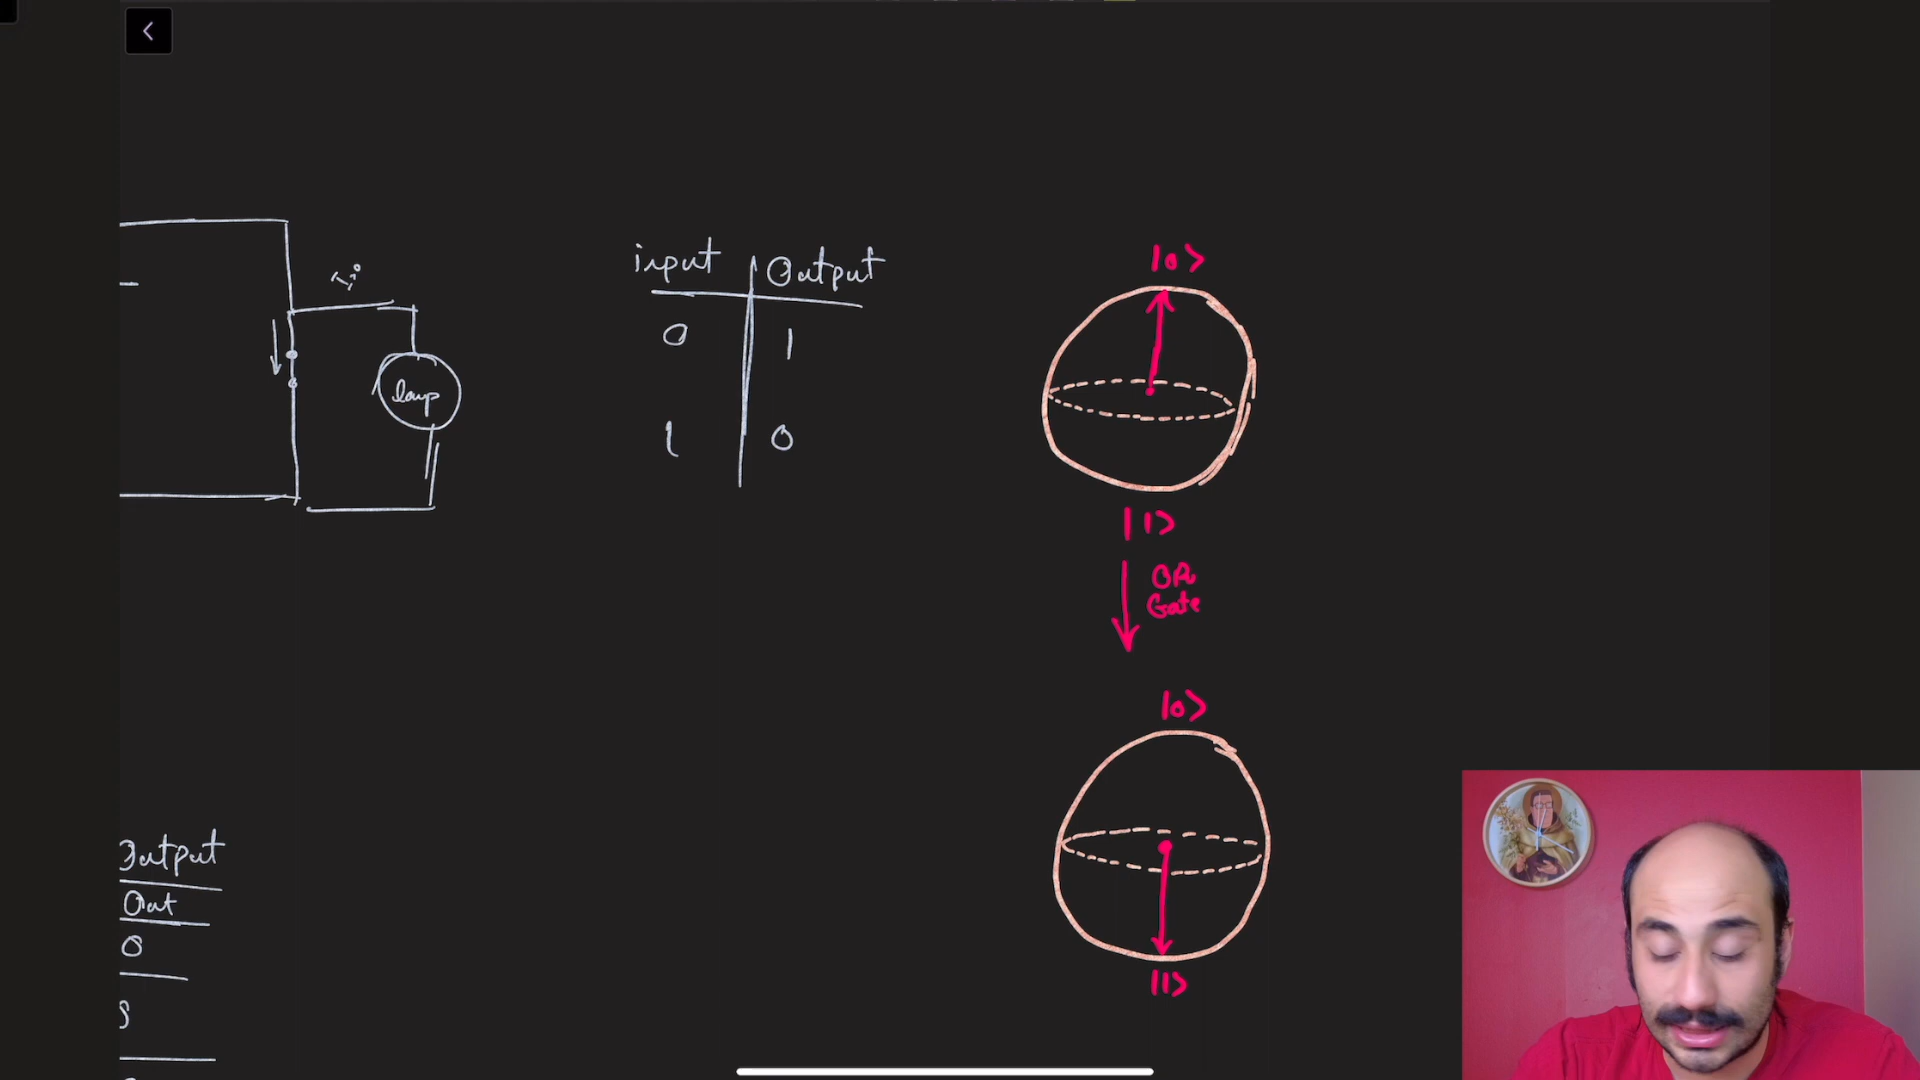 lamp
input Output
0 1
1 0
|0>
|1>
OR
Gate
|0>
|1>
Output
Out
0